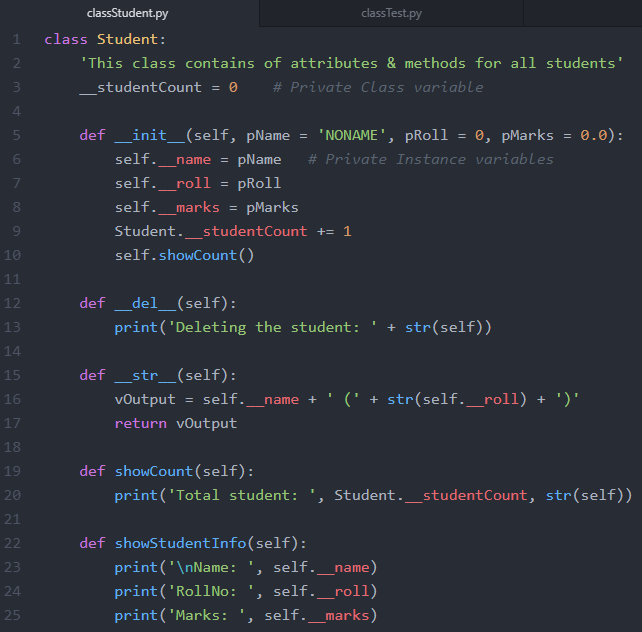 classStudent.py classTest.py
1 class Student:
2     'This class contains of attributes & methods for all students'
3     __studentCount = 0    # Private Class variable
4
5     def __init__(self, pName = 'NONAME', pRoll = 0, pMarks = 0.0):
6         self.__name = pName   # Private Instance variables
7         self.__roll = pRoll
8         self.__marks = pMarks
9         Student.__studentCount += 1
10         self.showCount()
11
12     def __del__(self):
13         print('Deleting the student: ' + str(self))
14
15     def __str__(self):
16         vOutput = self.__name + ' (' + str(self.__roll) + ')'
17         return vOutput
18
19     def showCount(self):
20         print('Total student: ', Student.__studentCount, str(self))
21
22     def showStudentInfo(self):
23         print('\nName: ', self.__name)
24         print('RollNo: ', self.__roll)
25         print('Marks: ', self.__marks)